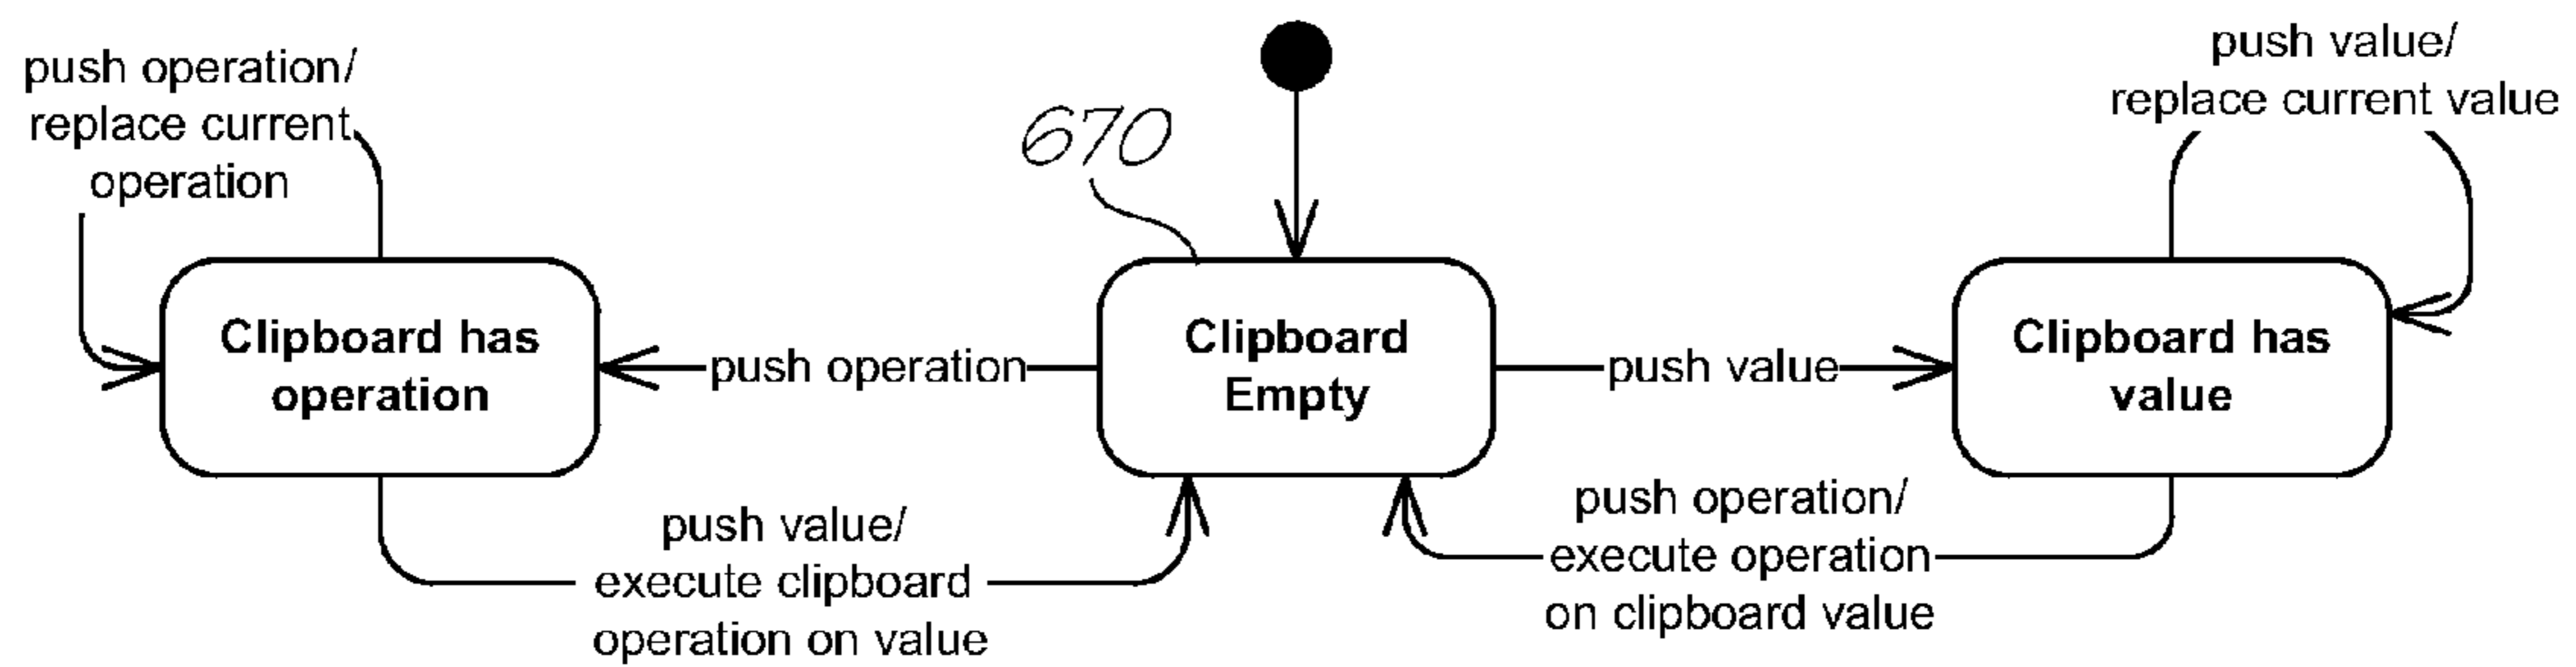 push operation/
replace current
operation
670
push value/
replace current value
Clipboard has
operation
push operation
Clipboard
Empty
push value
Clipboard has
value
push value/
execute clipboard
operation on value
push operation/
execute operation
on clipboard value